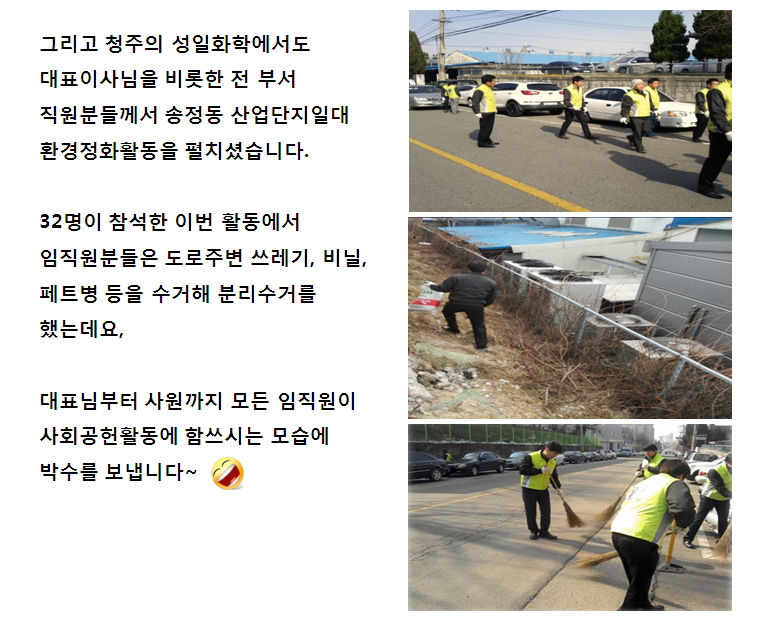 그리고 청주의 성일화학에서도
대표이사님을 비롯한 전 부서
직원분들께서 송정동 산업단지일대
환경정화활동을 펼치셨습니다.
32명이 참석한 이번 활동에서
임직원분들은 도로주변 쓰레기, 비닐,
페트병 등을 수거해 분리수거를
했는데요,
대표님부터 사원까지 모든 임직원이
사회공헌활동에 함쓰시는 모습에
박수를 보냅니다~